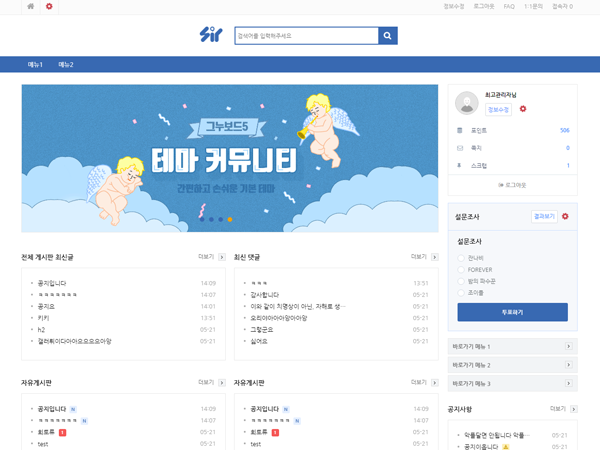 정보수정 로그아웃 FAQ 1:1문의 접속자 0
Sir
검색어를 입력해주세요
메뉴1 메뉴2
그누보드5
테마 커뮤니티
간편하고 손쉬운 기본 테마
최고관리자님
정보수정
포인트 506
쪽지 0
스크랩 1
로그아웃
설문조사 결과보기
설문조사
잔나비
FOREVER
밤의 파수꾼
조이풀
투표하기
바로가기 메뉴 1
바로가기 메뉴 2
바로가기 메뉴 3
전체 게시판 최신글 더보기
공지입니다 14:09
ㅋㅋㅋㅋㅋㅋㅋ 14:07
공지요 14:01
키키 13:51
h2 05-21
갤러뤼이다아아요요요요아앙 05-21
최신 댓글 더보기
ㅋㅋㅋ 13:51
감사합니다 05-21
이와 같이 치명상이 아닌, 자해로 생… 05-21
오리야아아아앙아아앙 05-21
그렇군요 05-21
싫어요 05-21
자유게시판 더보기
공지입니다 N 14:09
ㅋㅋㅋㅋㅋㅋㅋ N 14:07
회토류 05-21
test 05-21
자유게시판 더보기
공지입니다 N 14:09
ㅋㅋㅋㅋㅋㅋㅋ N 14:07
회토류 05-21
test 05-21
공지사항 더보기
악플달면 안됩니다 악플… 05-21
공지이옵니다 05-21